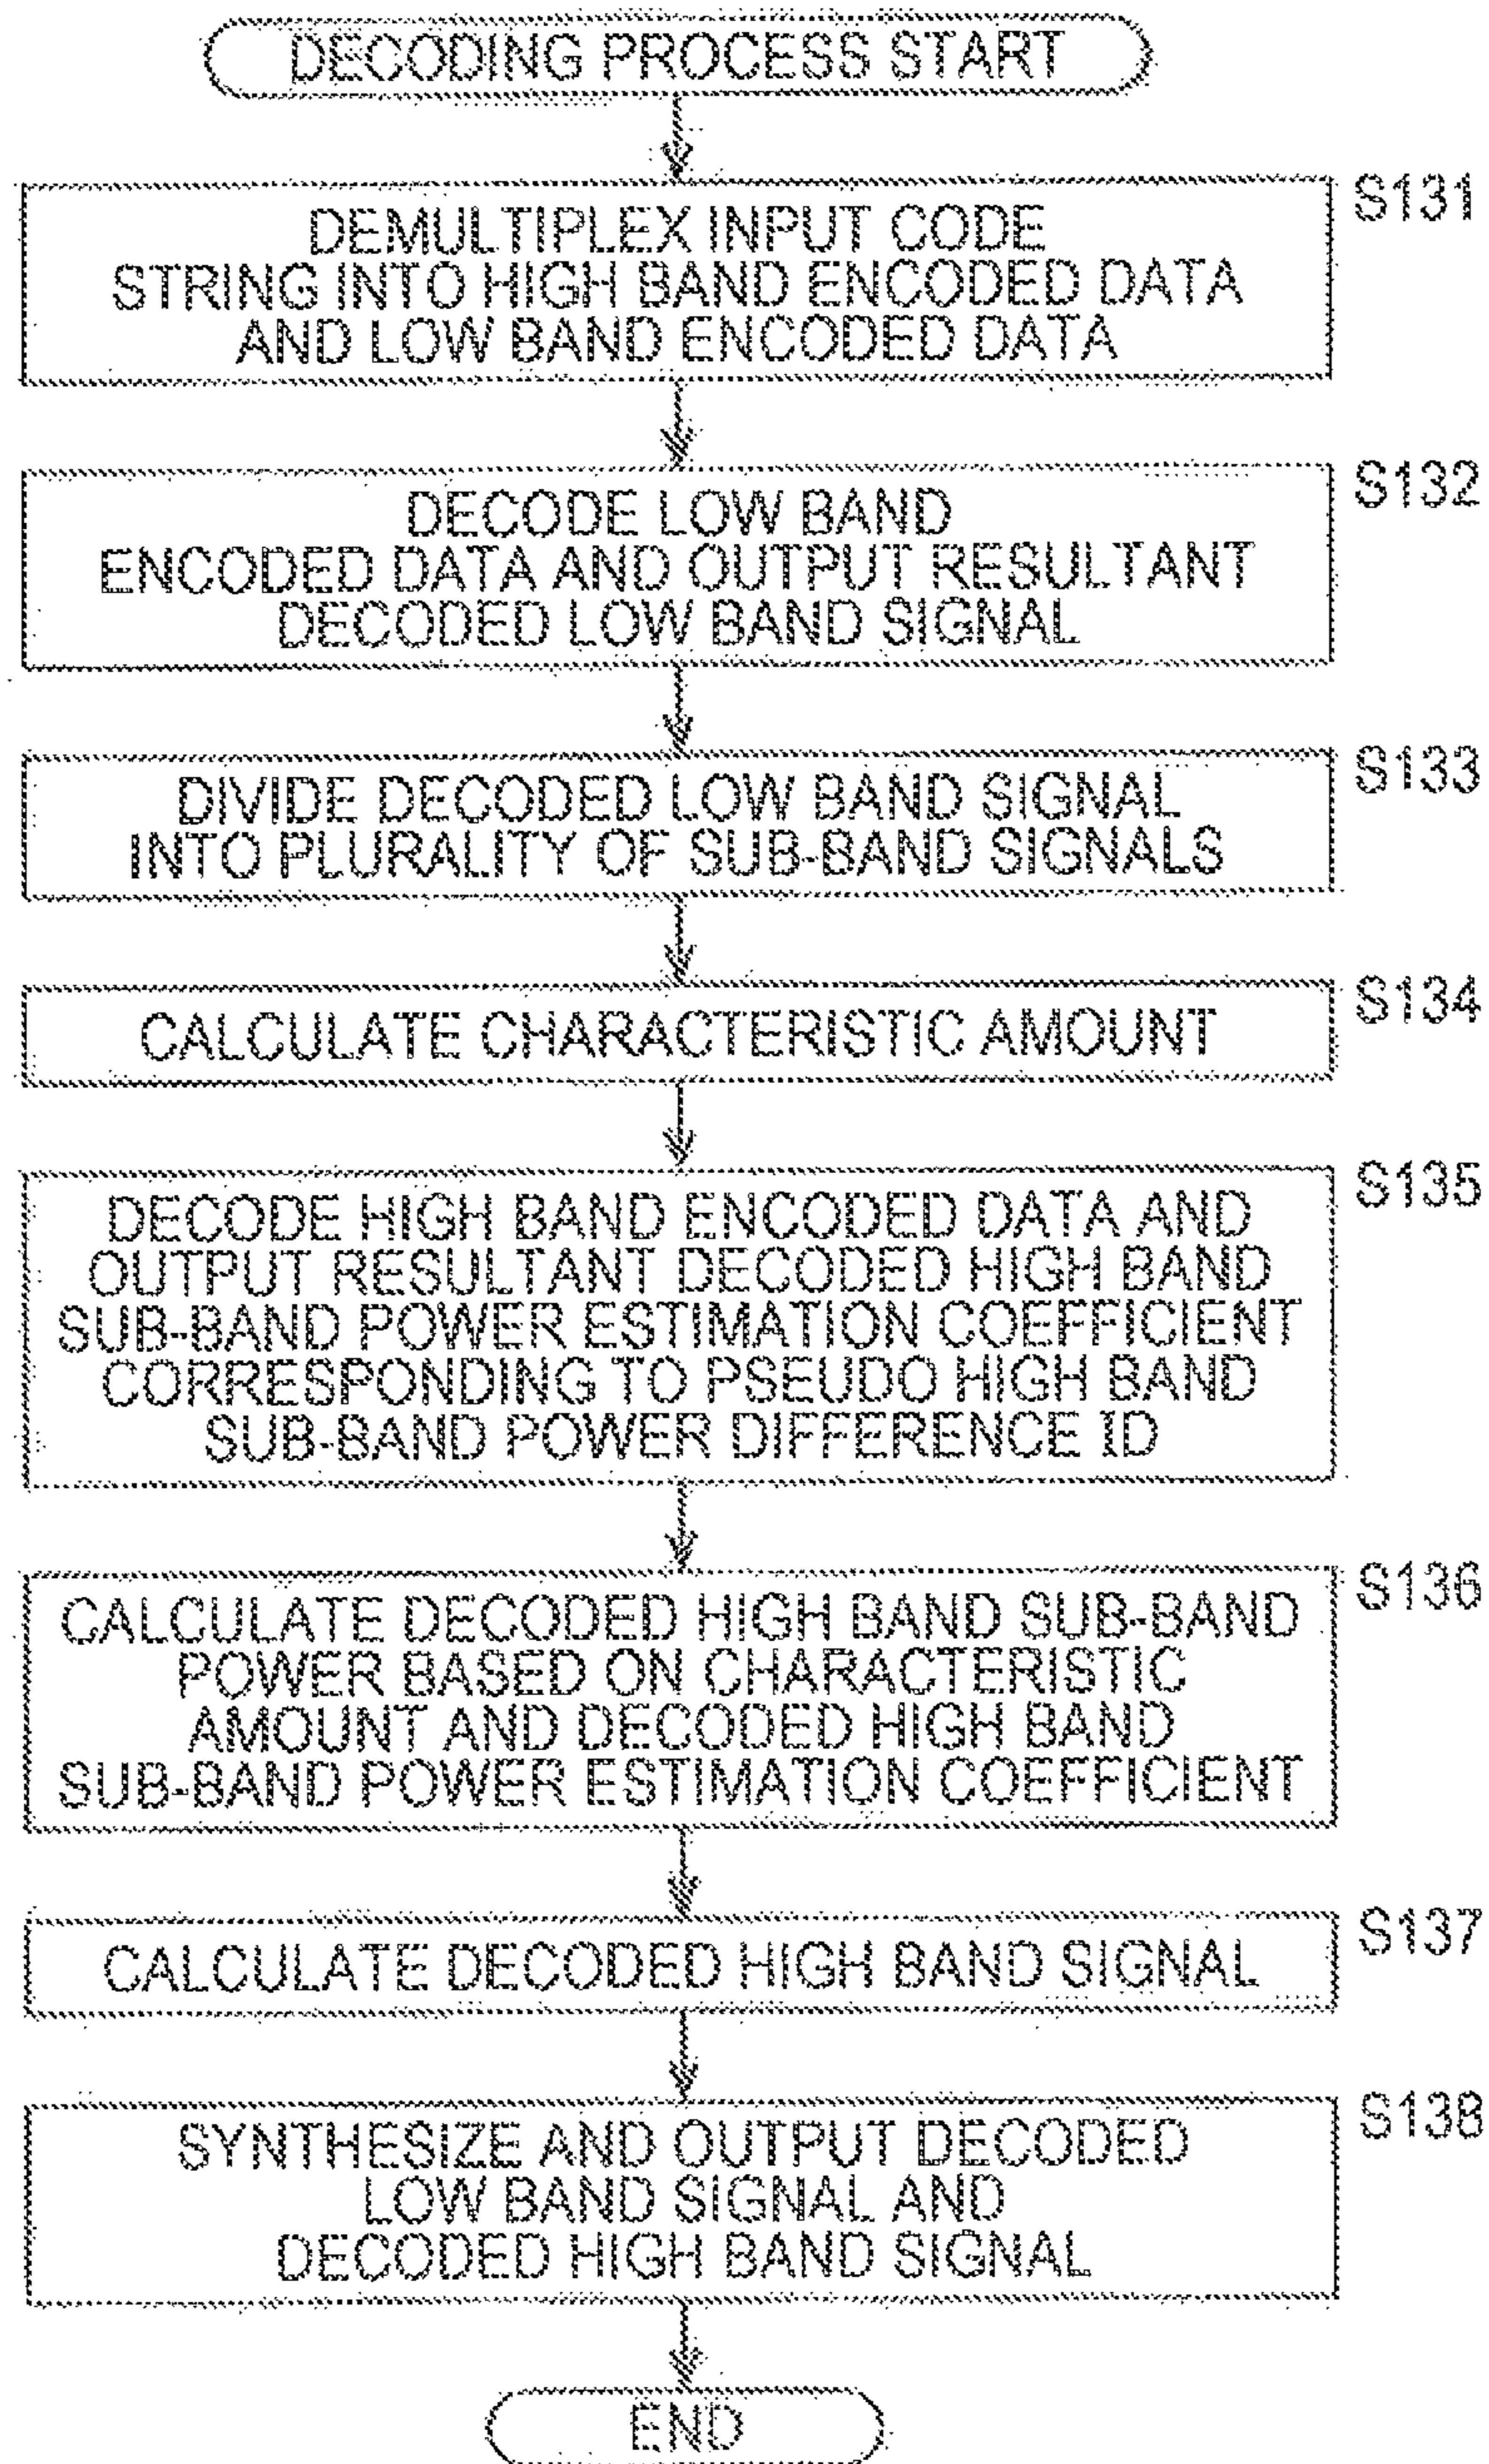 DECODING PROCESS START
S131
DEMULTIPLEX INPUT CODE
STRING INTO HIGH BAND ENCODED DATA
AND LOW BAND ENCODED DATA
S132
DECODE LOW BAND
ENCODED DATA AND OUTPUT RESULTANT
DECODED LOW BAND SIGNAL
S133
DIVIDE DECODED LOW BAND SIGNAL
INTO PLURALITY OF SUB-BAND SIGNALS
S134
CALCULATE CHARACTERISTIC AMOUNT
S135
DECODE HIGH BAND ENCODED DATA AND
OUTPUT RESULTANT DECODED HIGH BAND
SUB-BAND POWER ESTIMATION COEFFICIENT
CORRESPONDING TO PSEUDO HIGH BAND
SUB-BAND POWER DIFFERENCE ID
S136
CALCULATE DECODED HIGH BAND SUB-BAND
POWER BASED ON CHARACTERISTIC
AMOUNT AND DECODED HIGH BAND
SUB-BAND POWER ESTIMATION COEFFICIENT
S137
CALCULATE DECODED HIGH BAND SIGNAL
S138
SYNTHESIZE AND OUTPUT DECODED
LOW BAND SIGNAL AND
DECODED HIGH BAND SIGNAL
END